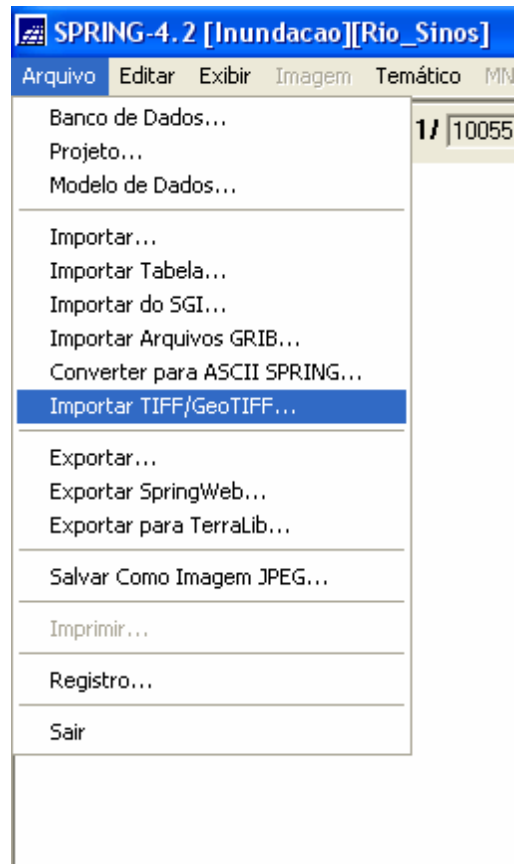 SPRING-4.2 [Inundacao][Rio_Sinos]
Arquivo Editar Exibir Imagem Temático MN
1/ 10055
Banco de Dados...
Projeto...
Modelo de Dados...
Importar...
Importar Tabela...
Importar do SGI...
Importar Arquivos GRIB...
Converter para ASCII SPRING...
Importar TIFF/GeoTIFF...
Exportar...
Exportar SpringWeb...
Exportar para TerraLib...
Salvar Como Imagem JPEG...
Imprimir...
Registro...
Sair